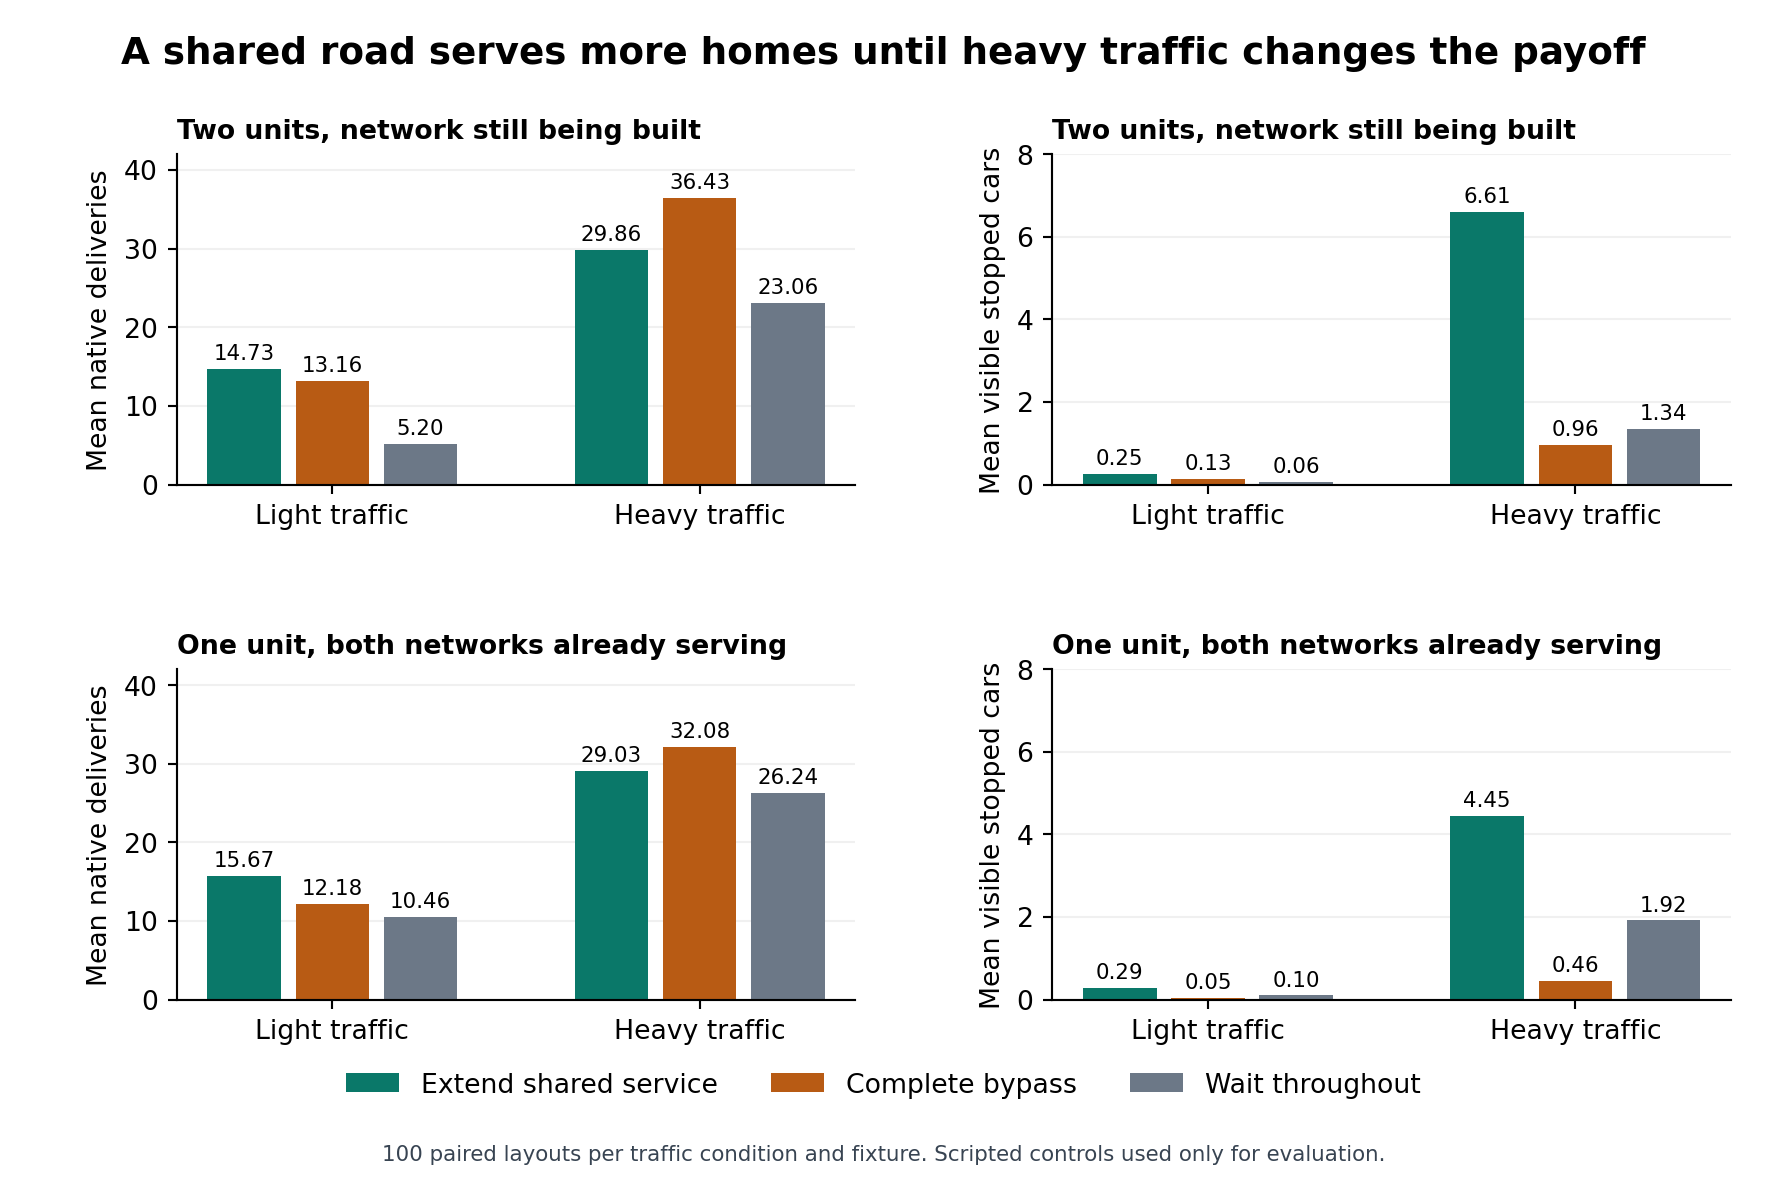 A shared road serves more homes until heavy traffic changes the payoff
Two units, network still being built
Mean native deliveries
40
30
20
10
0
14.73
13.16
5.20
29.86
36.43
23.06
Light traffic
Heavy traffic
Two units, network still being built
Mean visible stopped cars
8
6
4
2
0
0.25
0.13
0.06
6.61
0.96
1.34
Light traffic
Heavy traffic
One unit, both networks already serving
Mean native deliveries
40
30
20
10
0
15.67
12.18
10.46
29.03
32.08
26.24
Light traffic
Heavy traffic
One unit, both networks already serving
Mean visible stopped cars
8
6
4
2
0
0.29
0.05
0.10
4.45
0.46
1.92
Light traffic
Heavy traffic
Extend shared service
Complete bypass
Wait throughout
100 paired layouts per traffic condition and fixture. Scripted controls used only for evaluation.